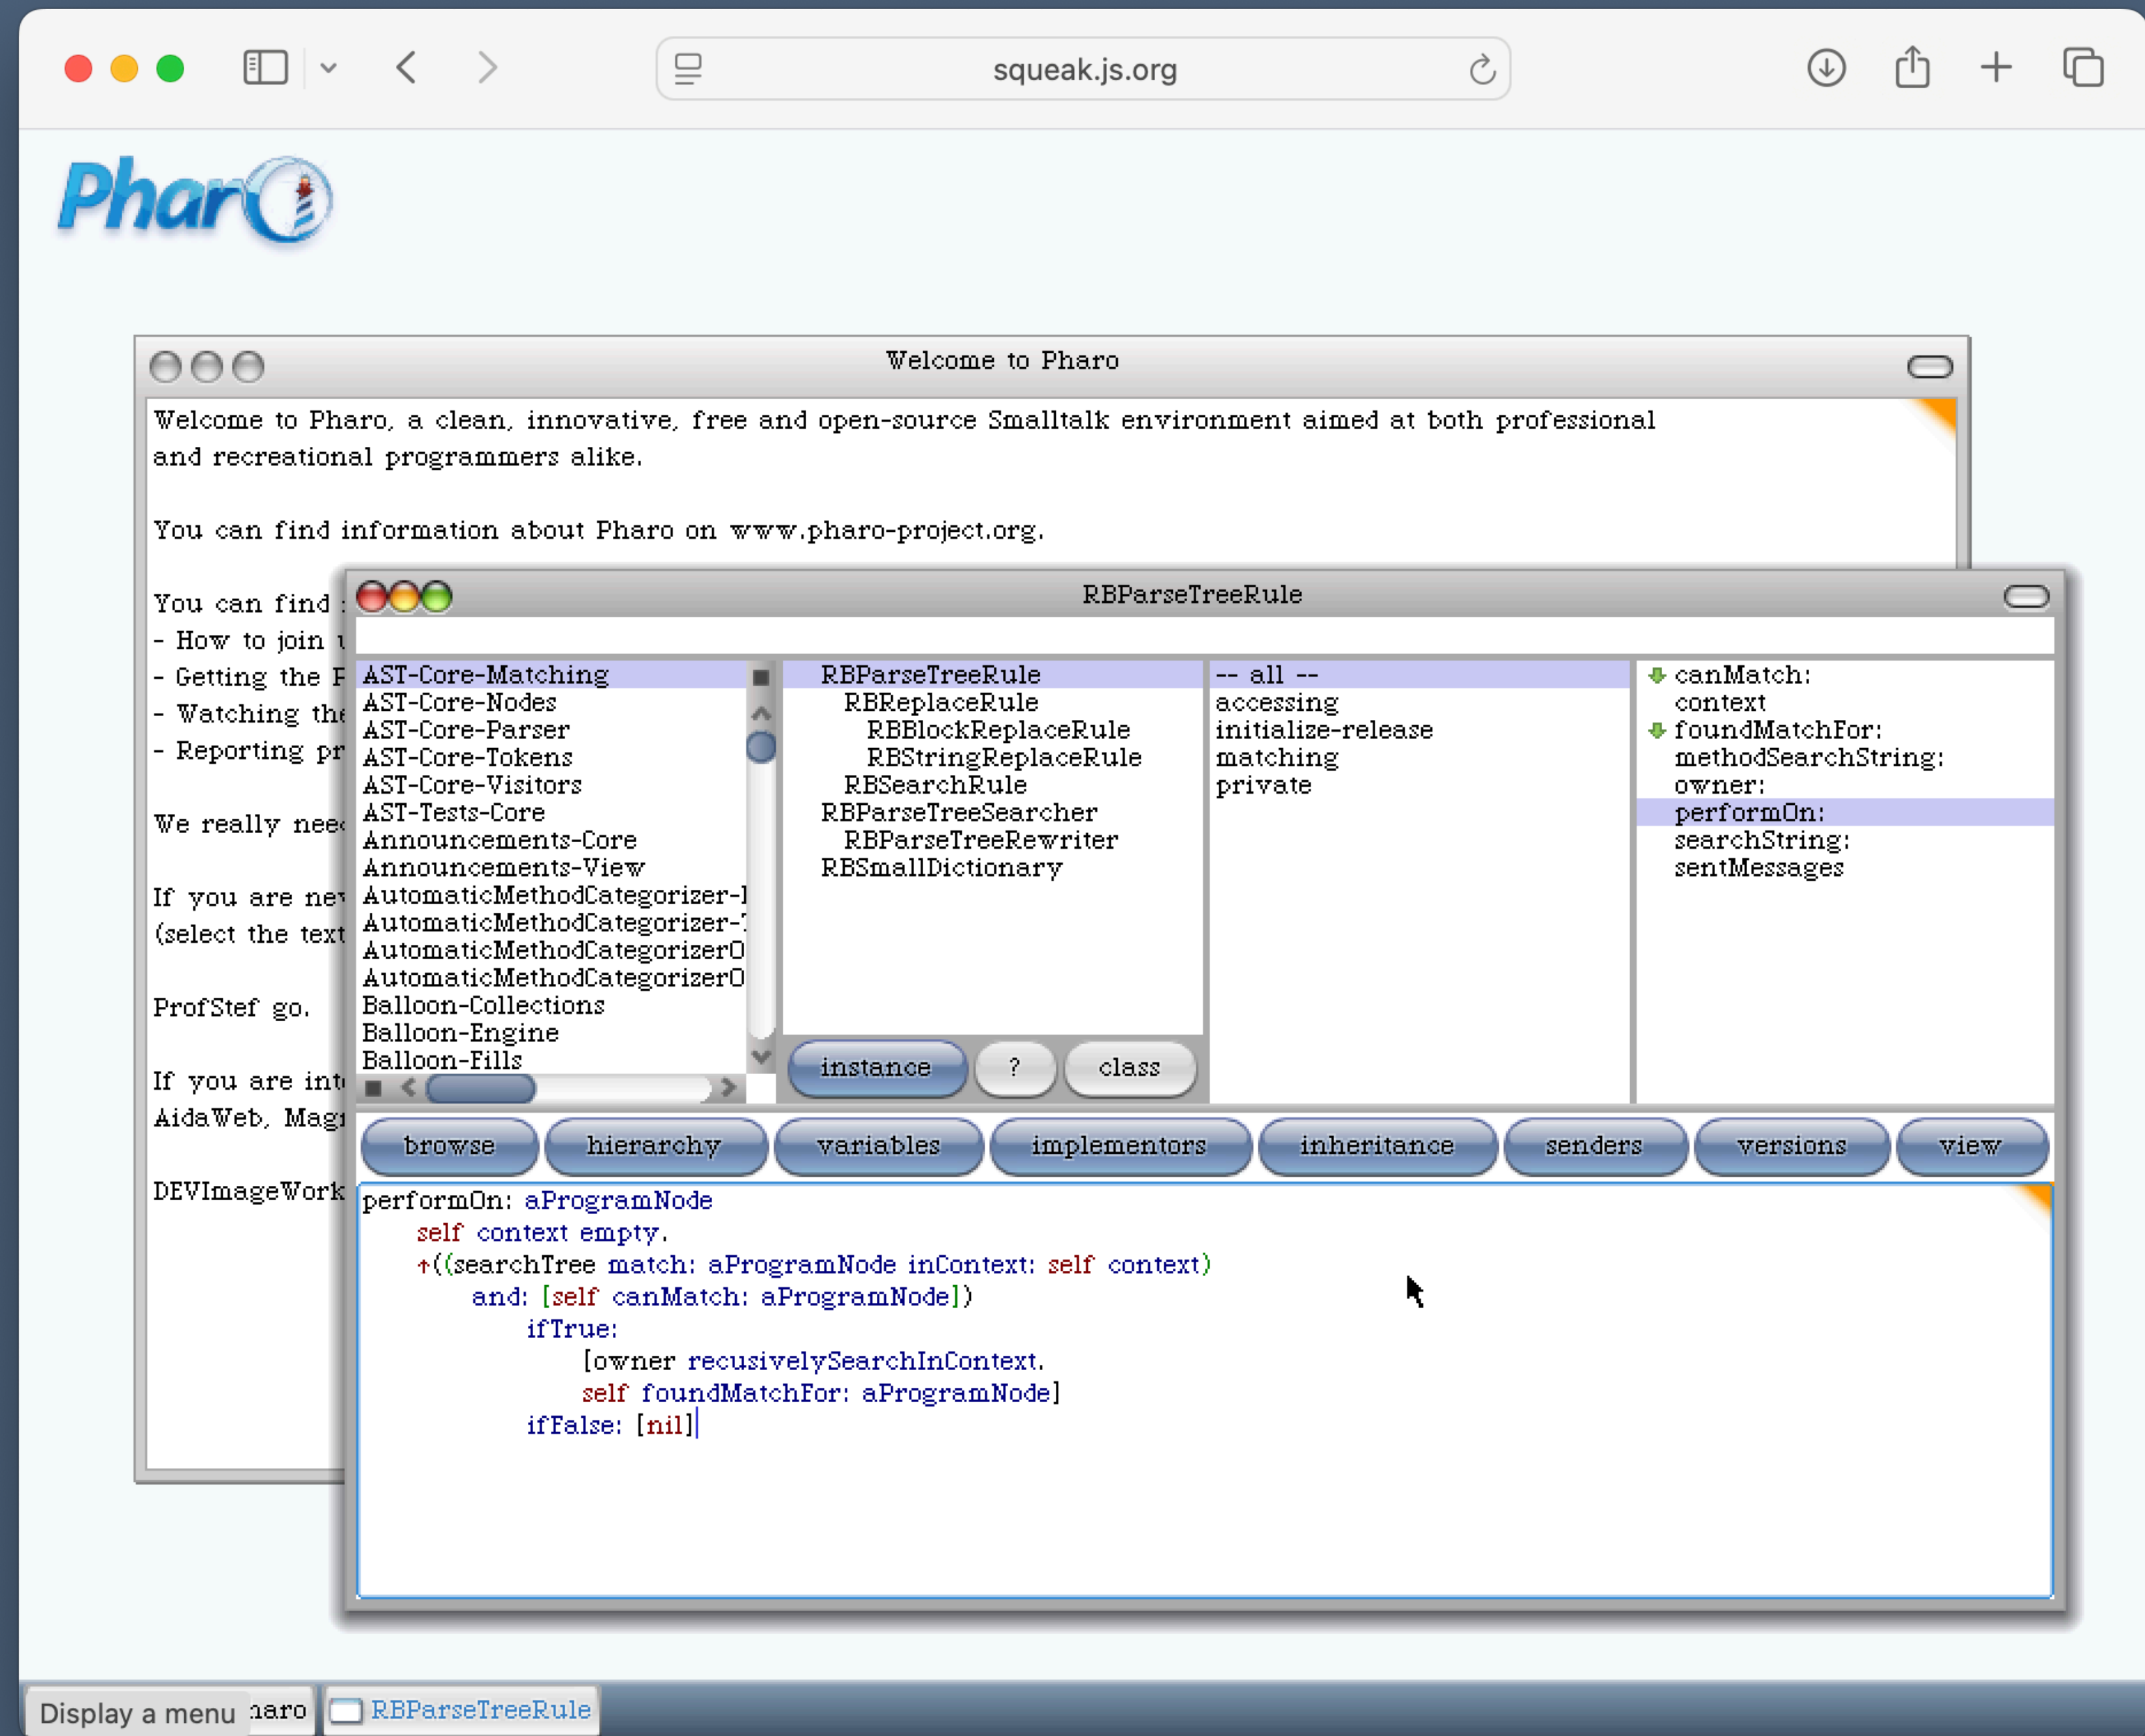 squeak.js.org
Pharo
Welcome to Pharo
Welcome to Pharo, a clean, innovative, free and open-source Smalltalk environment aimed at both professional
and recreational programmers alike.
You can find information about Pharo on www.pharo-project.org.
You can find
- How to join
- Getting the
- Watching the
- Reporting
We really
If you are
(select the text
ProfStef go.
If you are
AidaWeb,
DEVImageWork
RBParseTreeRule
AST-Core-Matching
AST-Core-Nodes
AST-Core-Parser
AST-Core-Tokens
AST-Core-Visitors
AST-Tests-Core
Announcements-Core
Announcements-View
AutomaticMethodCategorizer-
AutomaticMethodCategorizer-
AutomaticMethodCategorizerO
AutomaticMethodCategorizerO
Balloon-Collections
Balloon-Engine
Balloon-Fills
RBParseTreeRule
RBReplaceRule
RBBlockReplaceRule
RBStringReplaceRule
RBSearchRule
RBParseTreeSearcher
RBParseTreeRewriter
RBSmallDictionary
instance ? class
-- all --
accessing
initialize-release
matching
private
canMatch:
context
foundMatchFor:
methodSearchString:
owner:
performOn:
searchString:
sentMessages
browse hierarchy variables implementors inheritance senders versions view
performOn: aProgramNode
self context empty.
↑((searchTree match: aProgramNode inContext: self context)
and: [self canMatch: aProgramNode])
ifTrue:
[owner recusivelySearchInContext.
self foundMatchFor: aProgramNode]
ifFalse: [nil]
Display a menu haro RBParseTreeRule